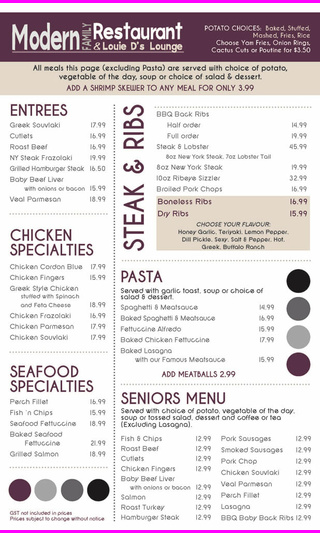 Modern FAMILY Restaurant
& Louie D's Lounge
POTATO CHOICES: Baked, Stuffed,
Mashed, Fries, Rice
Choose Yam Fries, Onion Rings,
Cactus Cuts or Poutine for $3.50
All meals this page (excluding Pasta) are served with choice of potato,
vegetable of the day, soup or choice of salad & dessert.
ADD A SHRIMP SKEWER TO ANY MEAL FOR ONLY 3.99
ENTREES
Greek Souvlaki 17.99
Cutlets 16.99
Roast Beef 16.99
NY Steak Frazolaki 19.99
Grilled Hamburger Steak 16.50
Baby Beef Liver
with onions or bacon 15.99
Veal Parmesan 18.99
CHICKEN
SPECIALTIES
Chicken Cordon Blue 17.99
Chicken Fingers 15.99
Greek Style Chicken
stuffed with Spinach
and Feta Cheese 18.99
Chicken Frazolaki 16.99
Chicken Parmesan 17.99
Chicken Souvlaki 17.99
SEAFOOD
SPECIALTIES
Perch Fillet 16.99
Fish 'n Chips 15.99
Seafood Fettuccine 18.99
Baked Seafood
Fettuccine 21.99
Grilled Salmon 18.99
GST not included in prices
Prices subject to change without notice
STEAK & RIBS
BBQ Back Ribs
Half order 14.99
Full order 19.99
Steak & Lobster 45.99
8oz New York Steak, 7oz Lobster Tail
8oz New York Steak 19.99
10oz Ribeye Sizzler 32.99
Broiled Pork Chops 16.99
Boneless Ribs 16.99
Dry Ribs 15.99
CHOOSE YOUR FLAVOUR:
Honey Garlic, Teriyaki, Lemon Pepper,
Dill Pickle, Sexy, Salt & Pepper, Hot,
Greek, Buffalo Ranch
PASTA
Served with garlic toast, soup or choice of
salad & dessert.
Spaghetti & Meatsauce 14.99
Baked Spaghetti & Meatsauce 16.99
Fettuccine Alfredo 15.99
Baked Chicken Fettuccine 17.99
Baked Lasagna
with our Famous Meatsauce 15.99
ADD MEATBALLS 2.99
SENIORS MENU
Served with choice of potato, vegetable of the day,
soup or tossed salad, dessert and coffee or tea
(Excluding Lasagna).
Fish & Chips 12.99
Roast Beef 12.99
Cutlets 12.99
Chicken Fingers 12.99
Baby Beef Liver
with onions or bacon 12.99
Salmon 12.99
Roast Turkey 12.99
Hamburger Steak 12.99
Pork Sausages 12.99
Smoked Sausages 12.99
Pork Chop 12.99
Chicken Souvlaki 12.99
Veal Parmesan 12.99
Perch Fillet 12.99
Lasagna 12.99
BBQ Baby Back Ribs 12.99